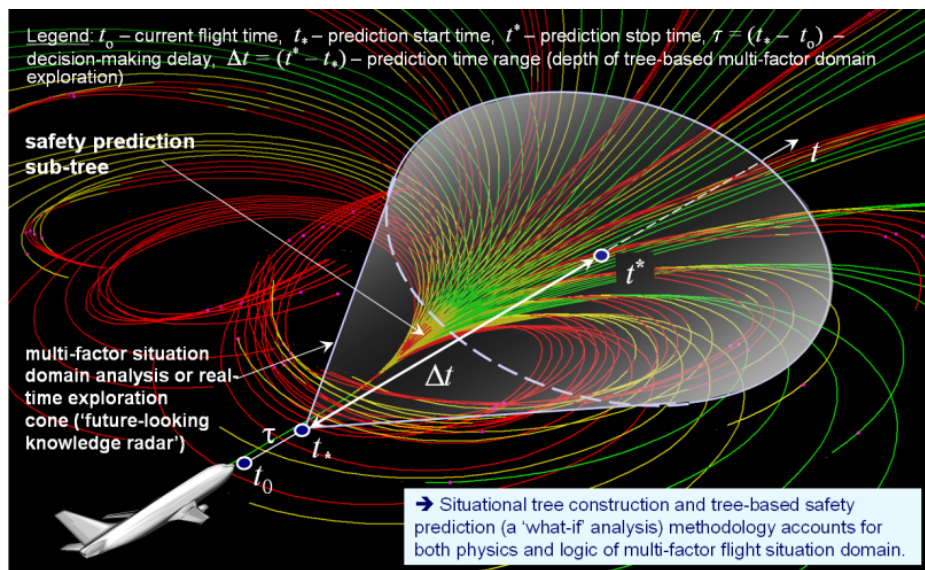 Legend: tₒ – current flight time, t* – prediction start time, t* – prediction stop time, τ = (t* – tₒ) –
decision-making delay, Δt = (t* – t*) – prediction time range (depth of tree-based multi-factor domain
exploration)
safety prediction
sub-tree
t
t*
multi-factor situation
domain analysis or real-
time exploration
cone ('future-looking
knowledge radar')
Δt
τ
t*
t₀
➔ Situational tree construction and tree-based safety
prediction (a 'what-if' analysis) methodology accounts for
both physics and logic of multi-factor flight situation domain.